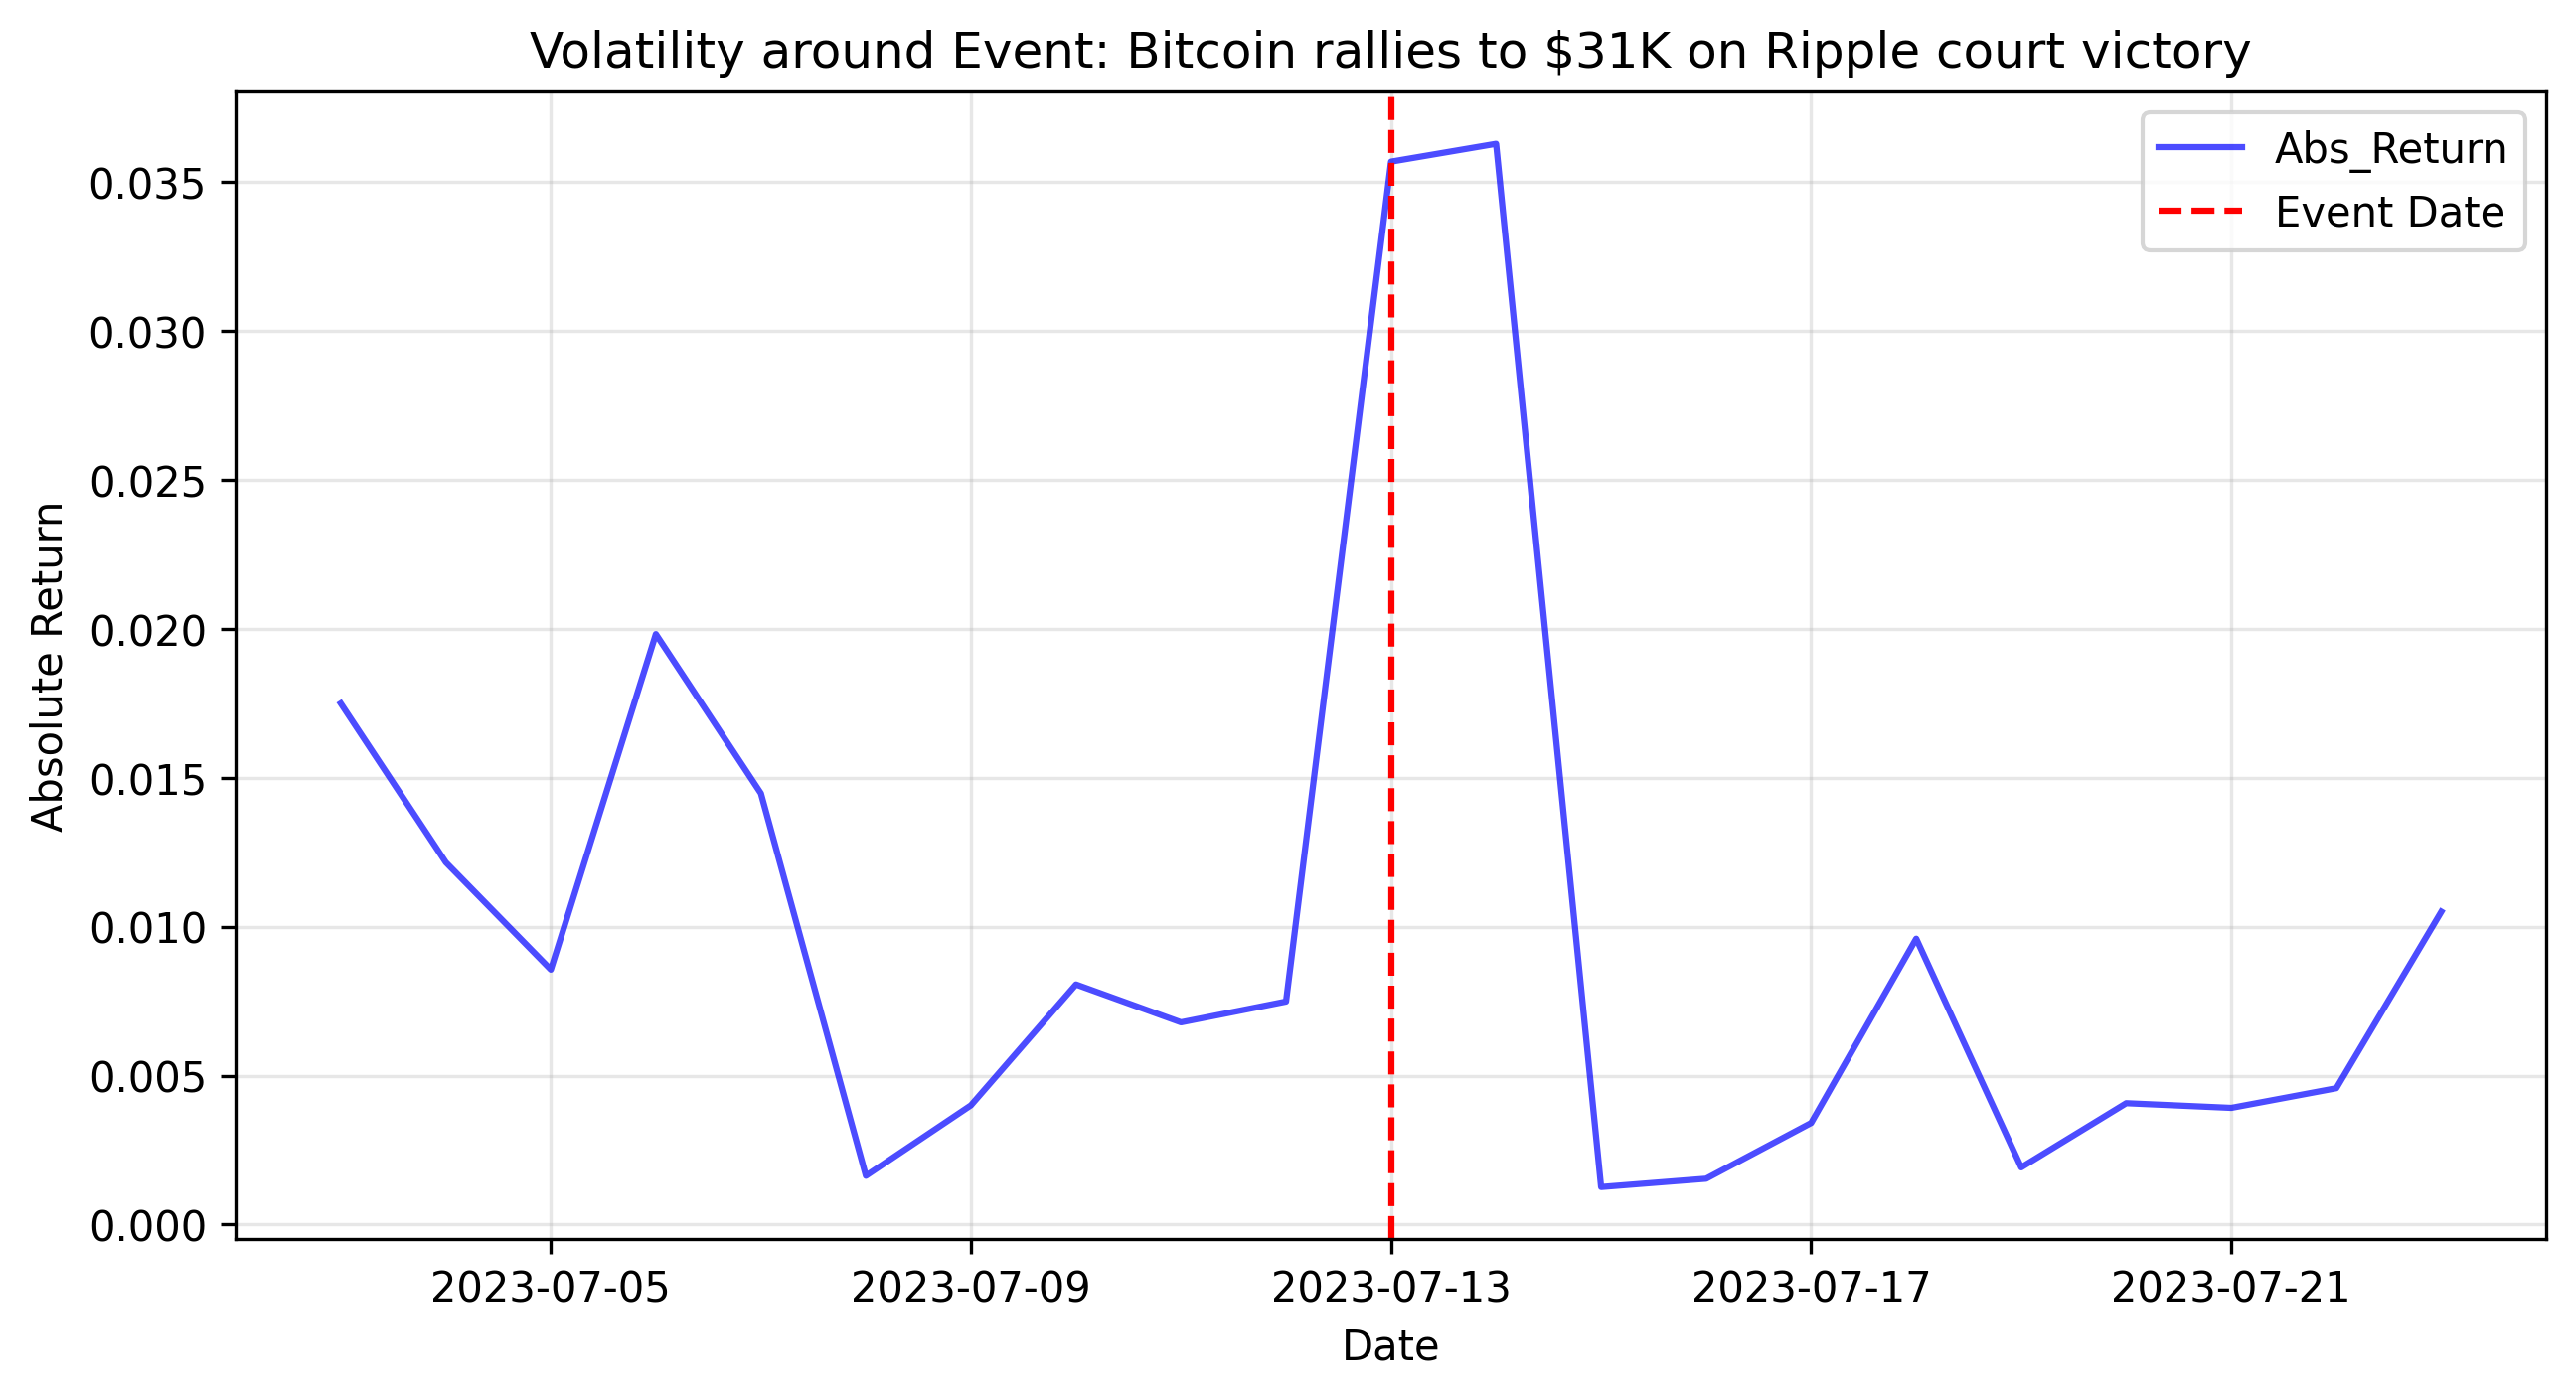 Volatility around Event: Bitcoin rallies to $31K on Ripple court victory
Abs_Return
Event Date
Absolute Return
0.035
0.030
0.025
0.020
0.015
0.010
0.005
0.000
2023-07-05 2023-07-09 2023-07-13 2023-07-17 2023-07-21
Date